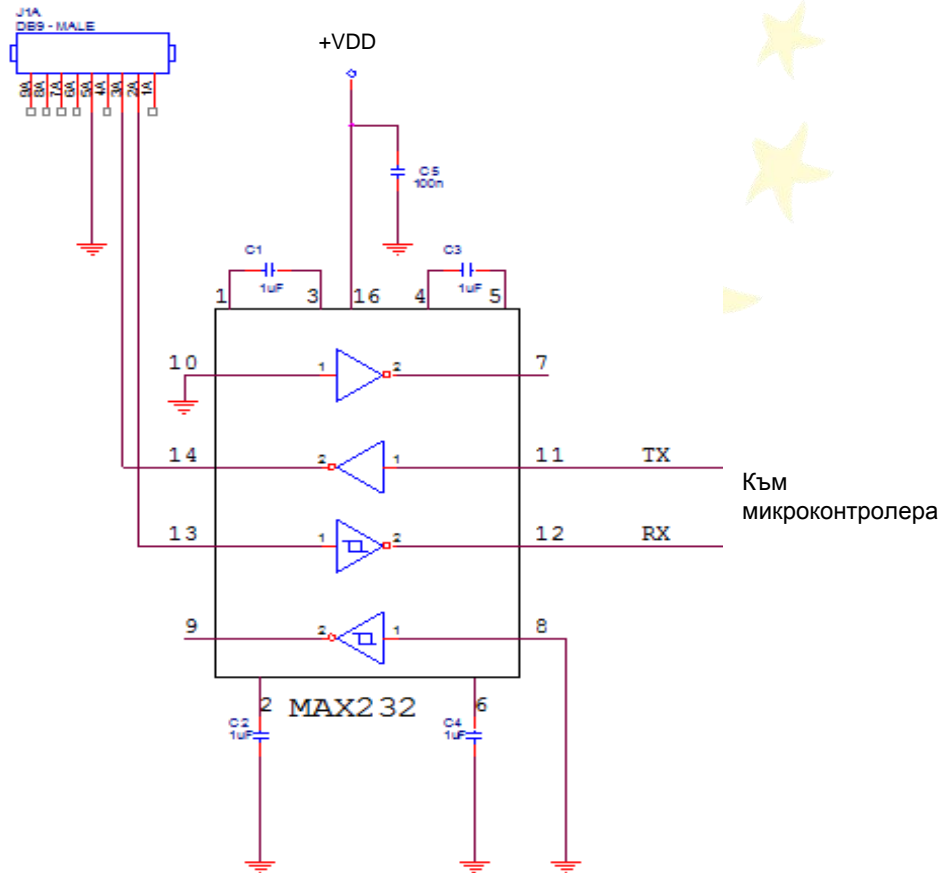 J1A
DB9 - MALE
9A 8A 7A 6A 5A 4A 3A 2A 1A
+VDD
C5
100n
C1
1uF
C3
1uF
1 3 16 4 5
10 1 2 7
14 2 1 11 TX
Към
микроконтролера
13 1 2 12 RX
9 2 1 8
2 MAX232 6
C2
1uF
C4
1uF